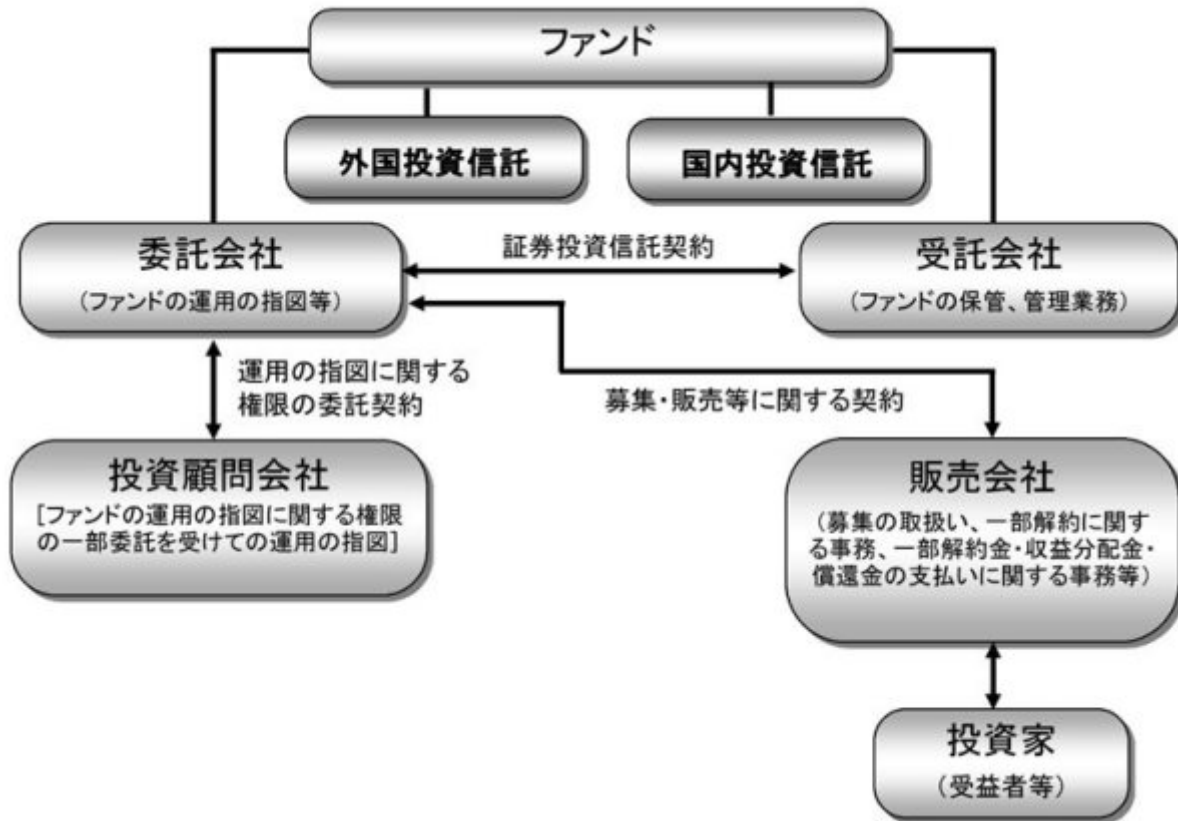 ファンド
外国投資信託
国内投資信託
委託会社
(ファンドの運用の指図等)
証券投資信託契約
受託会社
(ファンドの保管、管理業務)
運用の指図に関する
権限の委託契約
募集・販売等に関する契約
投資顧問会社
[ファンドの運用の指図に関する権限
の一部委託を受けての運用の指図]
販売会社
(募集の取扱い、一部解約に関す
る事務、一部解約金・収益分配金・
償還金の支払いに関する事務等)
投資家
(受益者等)